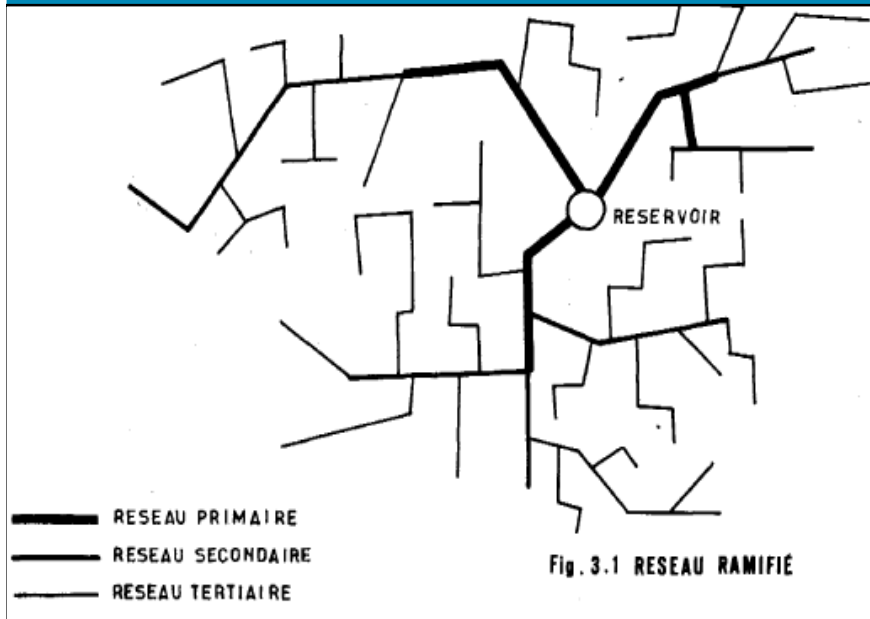 RESERVOIR
RESEAU PRIMAIRE
RESEAU SECONDAIRE
RESEAU TERTIAIRE
Fig. 3.1 RESEAU RAMIFIÉ